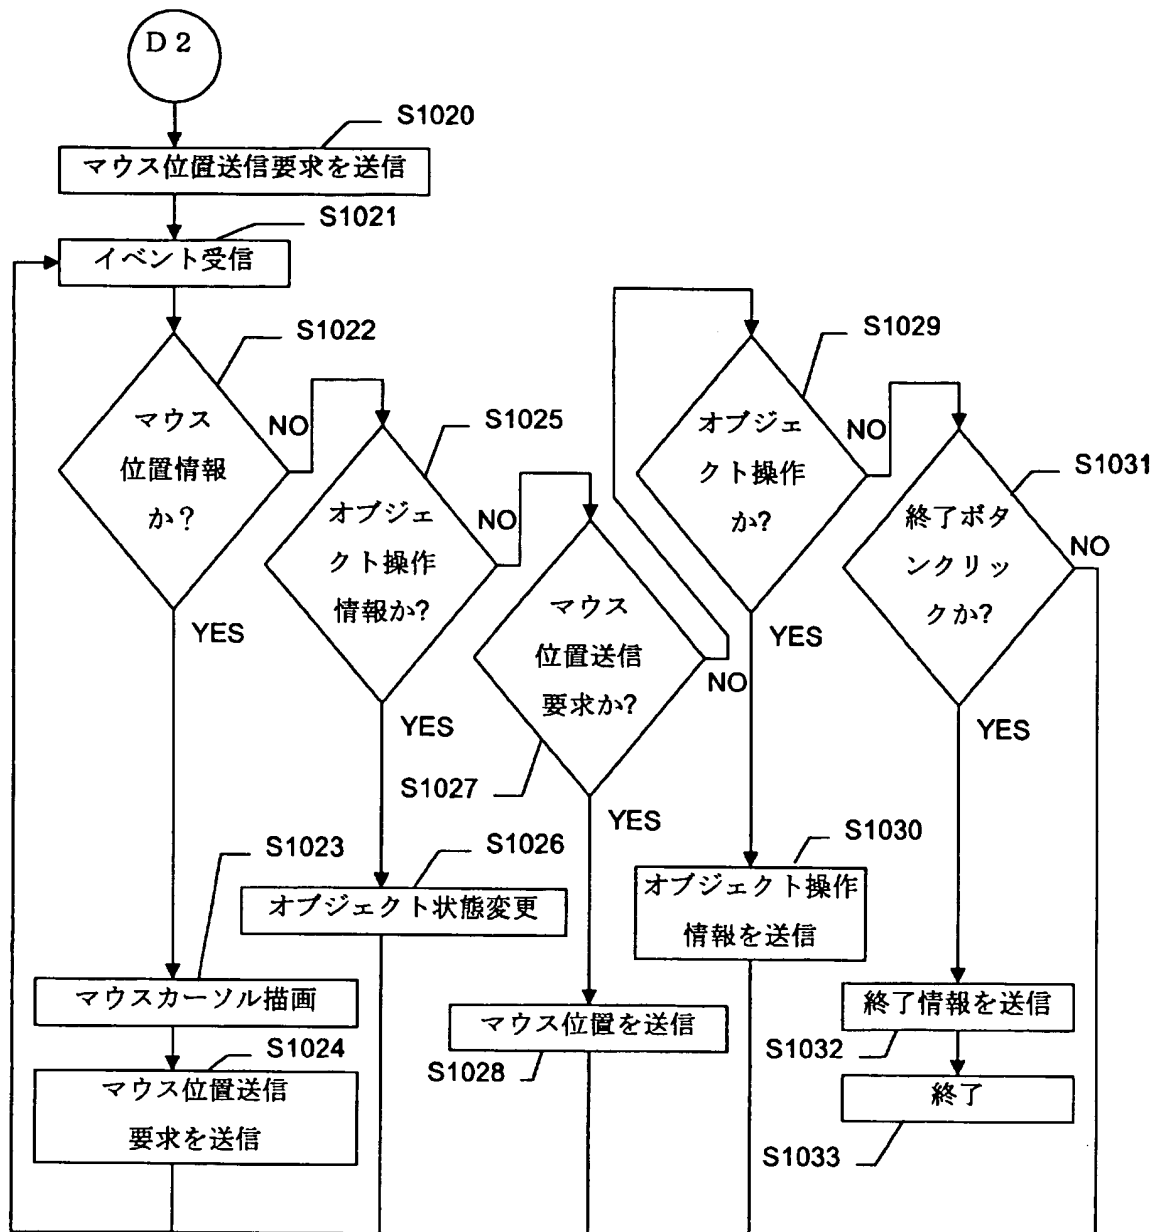 D2
S1020
マウス位置送信要求を送信
S1021
イベント受信
S1022
マウス
位置情報
か？
NO
YES
S1025
オブジェ
クト操作
情報か?
NO
YES
S1027
マウス
位置送信
要求か?
NO
YES
S1029
オブジェ
クト操作
か?
NO
YES
S1031
終了ボタ
ンクリッ
クか?
NO
YES
S1023
マウスカーソル描画
S1024
マウス位置送信
要求を送信
S1026
オブジェクト状態変更
マウス位置を送信
S1028
S1030
オブジェクト操作
情報を送信
終了情報を送信
S1032
終了
S1033